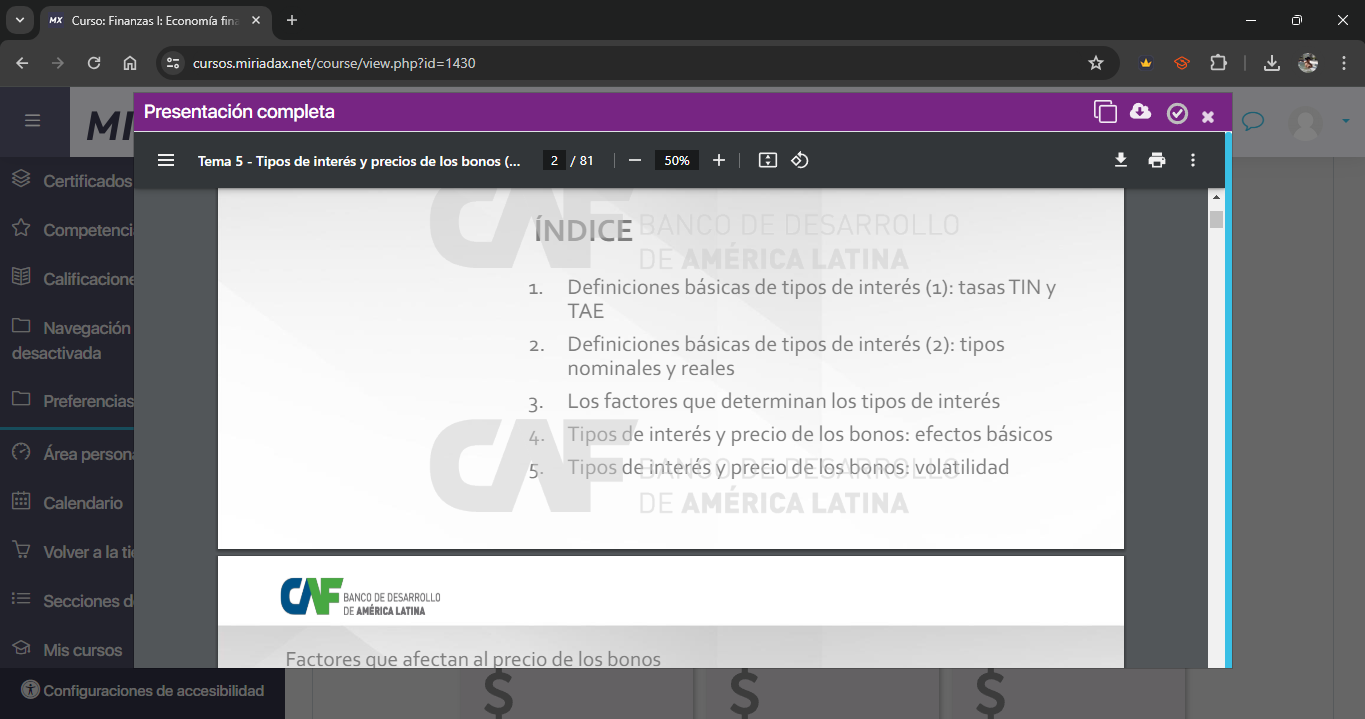 MX Curso: Finanzas I: Economía fina
cursos.miriadax.net/course/view.php?id=1430
MI
Presentación completa
Tema 5 - Tipos de interés y precios de los bonos (...
2 / 81
50%
Certificados
Competenci
Calificacione
Navegación
desactivada
Preferencias
Área person
Calendario
Volver a la ti
Secciones d
Mis cursos
Configuraciones de accesibilidad
CAF BANCO DE DESARROLLO
DE AMÉRICA LATINA
ÍNDICE
1. Definiciones básicas de tipos de interés (1): tasas TIN y
TAE
2. Definiciones básicas de tipos de interés (2): tipos
nominales y reales
3. Los factores que determinan los tipos de interés
4. Tipos de interés y precio de los bonos: efectos básicos
5. Tipos de interés y precio de los bonos: volatilidad
CAF BANCO DE DESARROLLO
DE AMÉRICA LATINA
CAF BANCO DE DESARROLLO
DE AMÉRICA LATINA
Factores que afectan al precio de los bonos
$ $ $